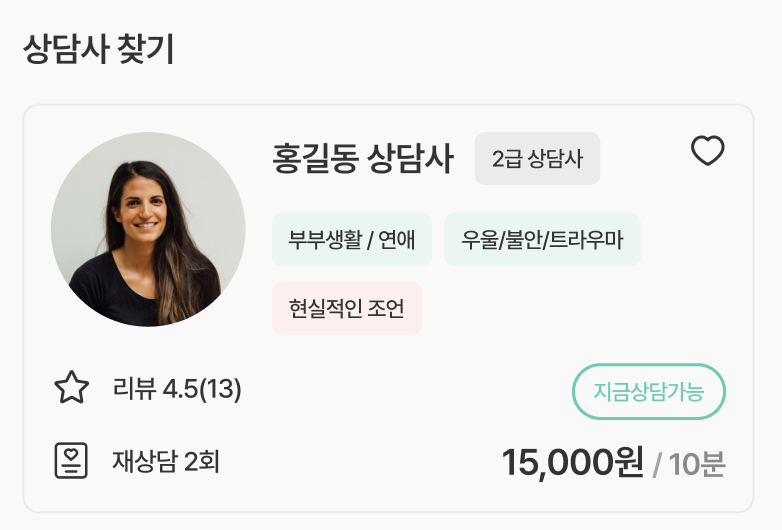 상담사 찾기
홍길동 상담사 2급 상담사
부부생활 / 연애 우울/불안/트라우마
현실적인 조언
리뷰 4.5(13) 지금상담가능
재상담 2회 15,000원 / 10분